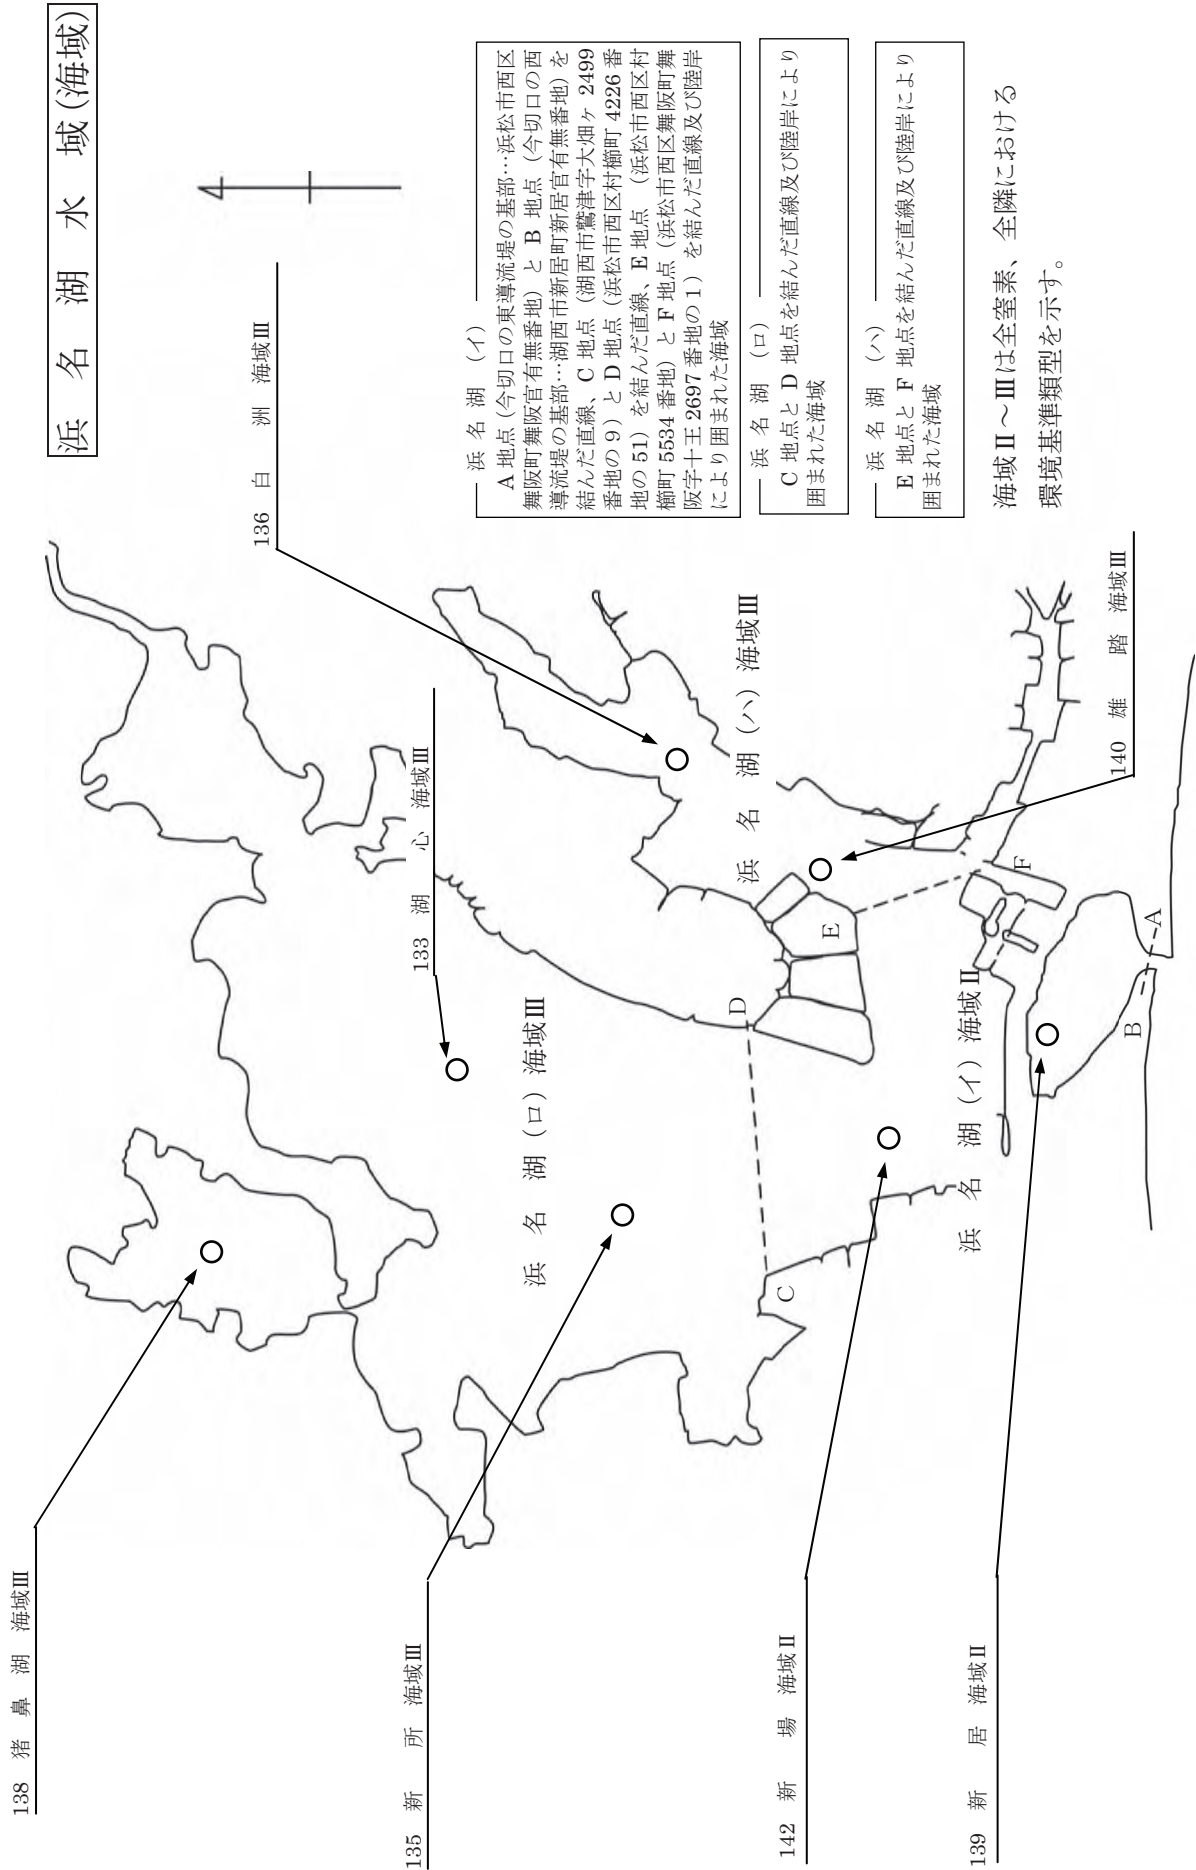 浜名湖水域(海域)
138 猪鼻湖 海域Ⅲ
136 白洲 海域Ⅲ
133 湖心 海域Ⅲ
135 新所 海域Ⅲ
浜名湖(ロ)海域Ⅲ
浜名湖(ハ)海域Ⅲ
浜名湖(イ)海域Ⅱ
142 新場 海域Ⅱ
139 新居 海域Ⅱ
140 雄踏 海域Ⅲ
C
D
E
F
B
A
浜名湖(イ)
A地点(今切口の東導流堤の基部…浜松市西区
舞阪町舞阪官有無番地)とB地点(今切口の西
導流堤の基部…湖西市新居町新居官有無番地)を
結んだ直線、C地点(湖西市鷲津字大畑ヶ2499
番地の9)とD地点(浜松市西区村櫛町4226番
地の51)を結んだ直線、E地点(浜松市西区村
櫛町5534番地)とF地点(浜松市西区舞阪町舞
阪字十王2697番地の1)を結んだ直線及び陸岸
により囲まれた海域
浜名湖(ロ)
C地点とD地点を結んだ直線及び陸岸により
囲まれた海域
浜名湖(ハ)
E地点とF地点を結んだ直線及び陸岸により
囲まれた海域
海域Ⅱ～Ⅲは全窒素、全隣における
環境基準類型を示す。